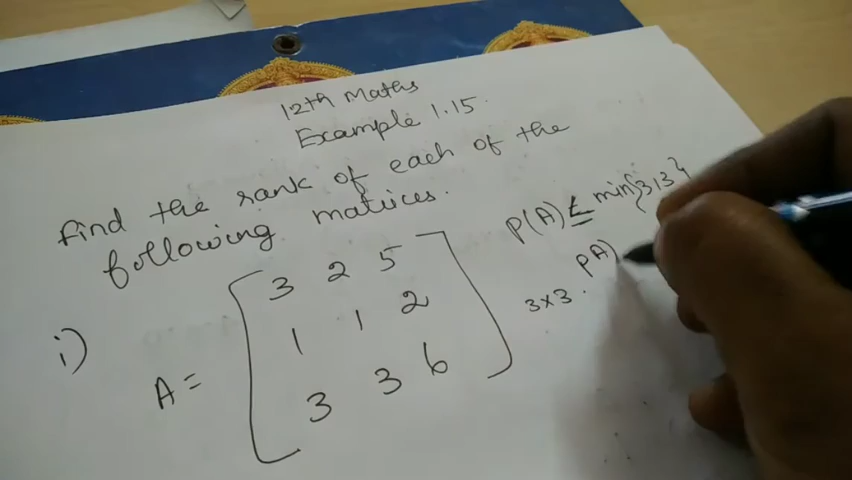 12th Maths
Example 1.15.
Find the rank of each of the
following matrices.
i) A = [ 3 2 5
1 1 2
3 3 6 ]
P(A) ≤ min{3,3}
3×3. P(A)